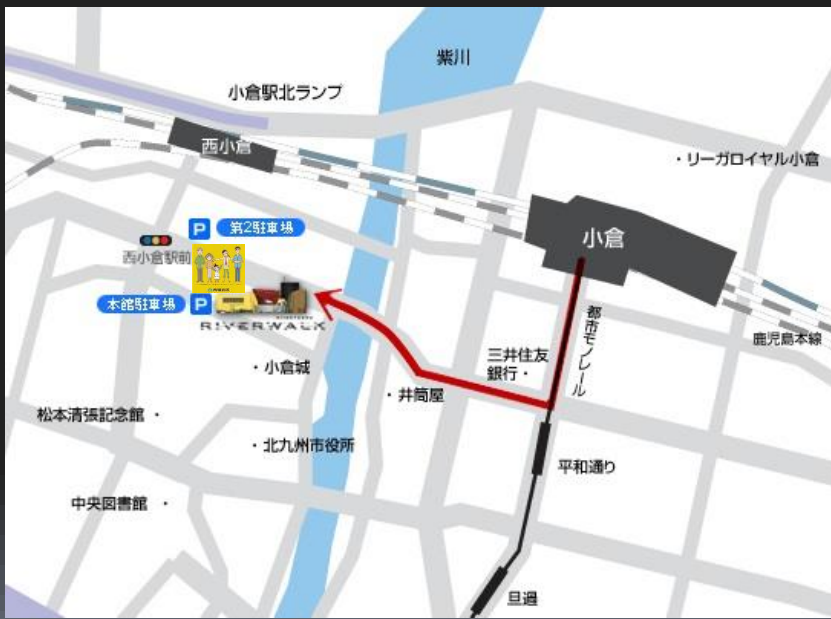 紫川
小倉駅北ランプ
西小倉
・リーガロイヤル小倉
P 第2駐車場
小倉
西小倉駅前
本館駐車場 P
RIVERWALK
都市モノレール
鹿児島本線
三井住友
銀行・
・小倉城
・井筒屋
松本清張記念館 ・
・北九州市役所
平和通り
中央図書館 ・
旦過